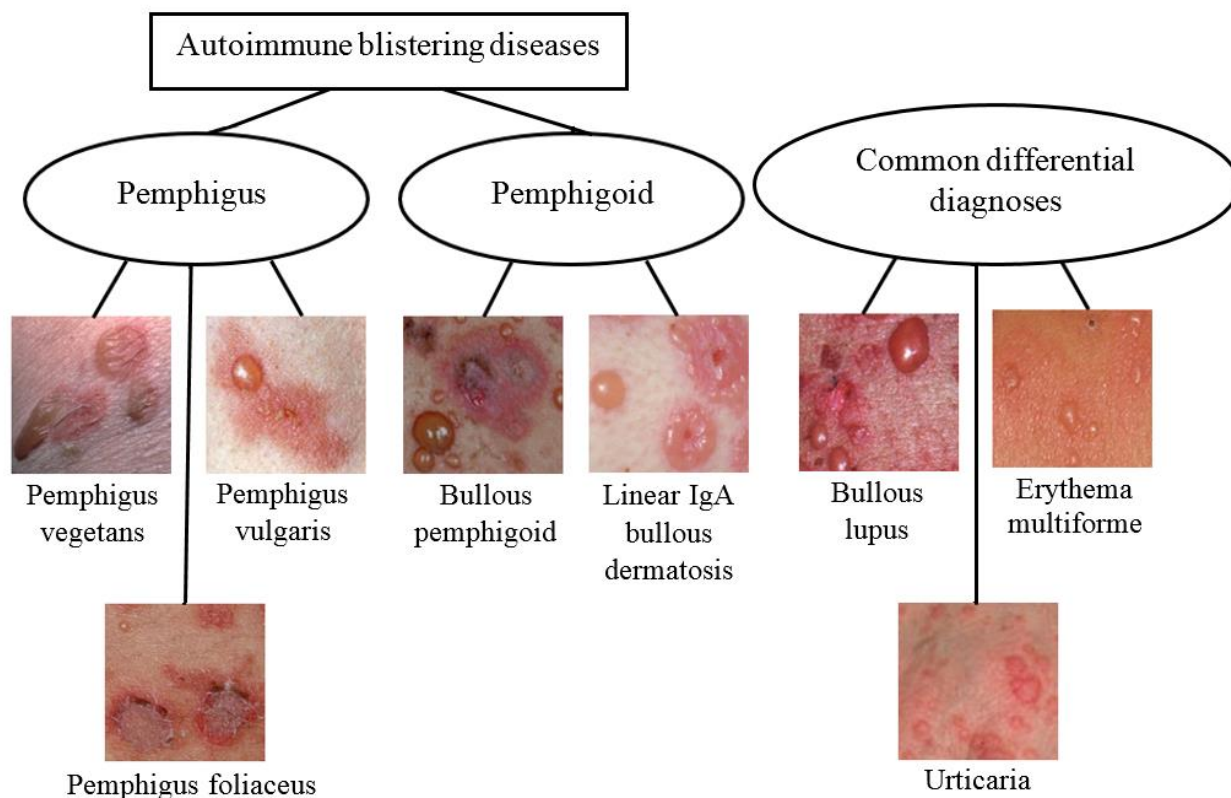 Autoimmune blistering diseases
Pemphigus
Pemphigoid
Common differential
diagnoses
Pemphigus
vegetans
Pemphigus
vulgaris
Bullous
pemphigoid
Linear IgA
bullous
dermatosis
Bullous
lupus
Erythema
multiforme
Pemphigus foliaceus
Urticaria